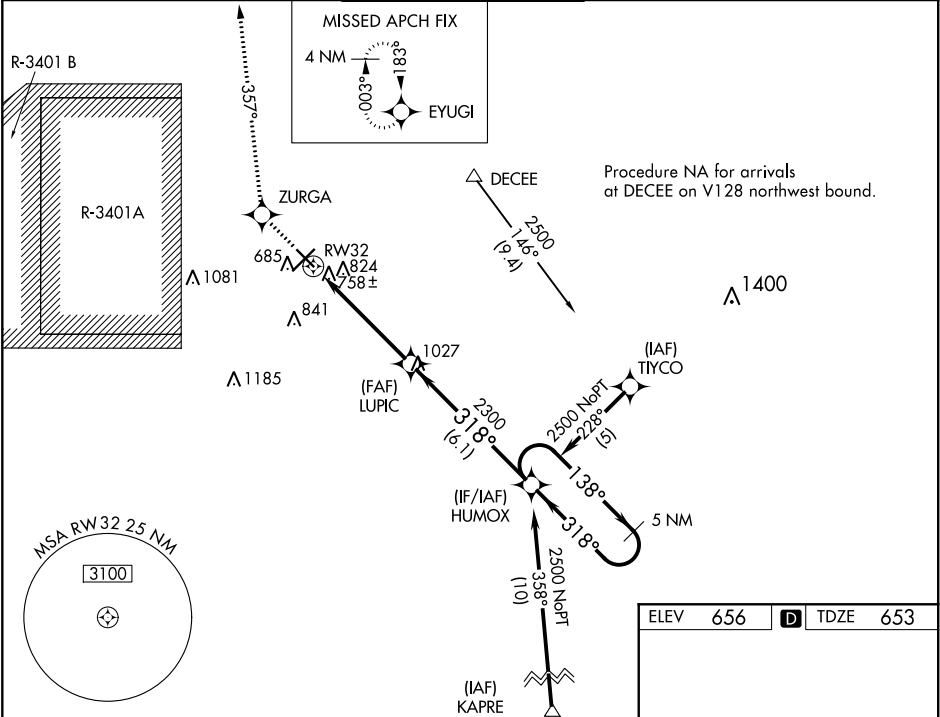 MISSED APCH FIX
4 NM
183°
003°
EYUGI
R-3401 B
357°
R-3401A
ZURGA
DECEE
Procedure NA for arrivals
at DECEE on V128 northwest bound.
2500
146°
(9.4)
RW32
685
824
758±
1081
841
1400
1027
1185
(FAF)
LUPIC
(IAF)
TIYCO
2300
318°
(6.1)
2500 NoPT
228°
(5)
138°
(IF/IAF)
HUMOX
318°
5 NM
MSA RW32 25 NM
3100
2500 NoPT
358°
(10)
(IAF)
KAPRE
ELEV 656 D TDZE 653